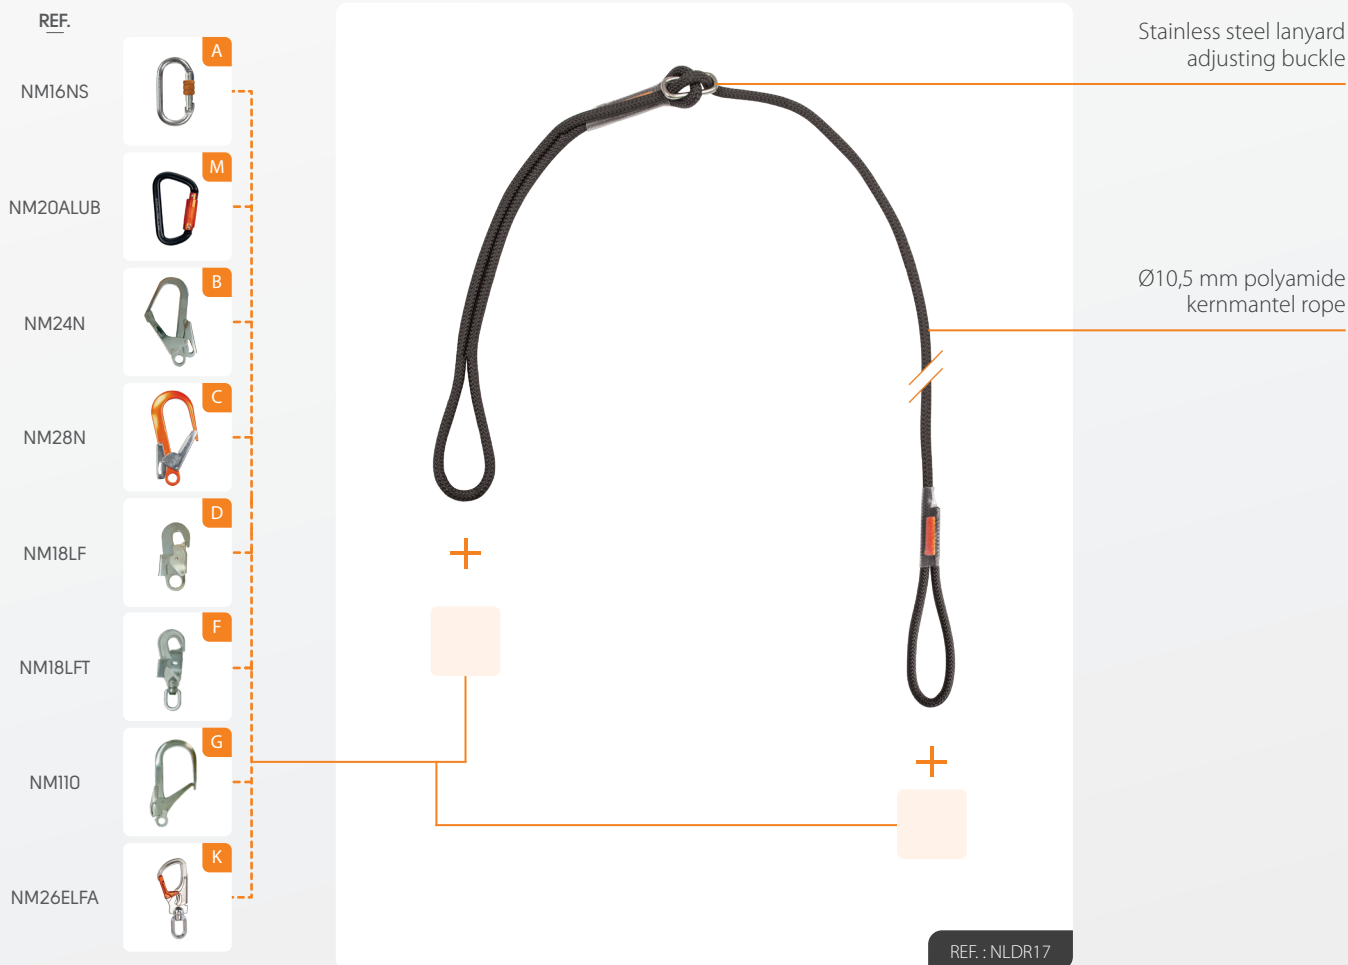 REF.
A
NM16NS
M
NM20ALUB
B
NM24N
C
NM28N
D
NM18LF
F
NM18LFT
G
NM110
K
NM26ELFA
Stainless steel lanyard
adjusting buckle
Ø10,5 mm polyamide
kernmantel rope
REF. : NLDR17